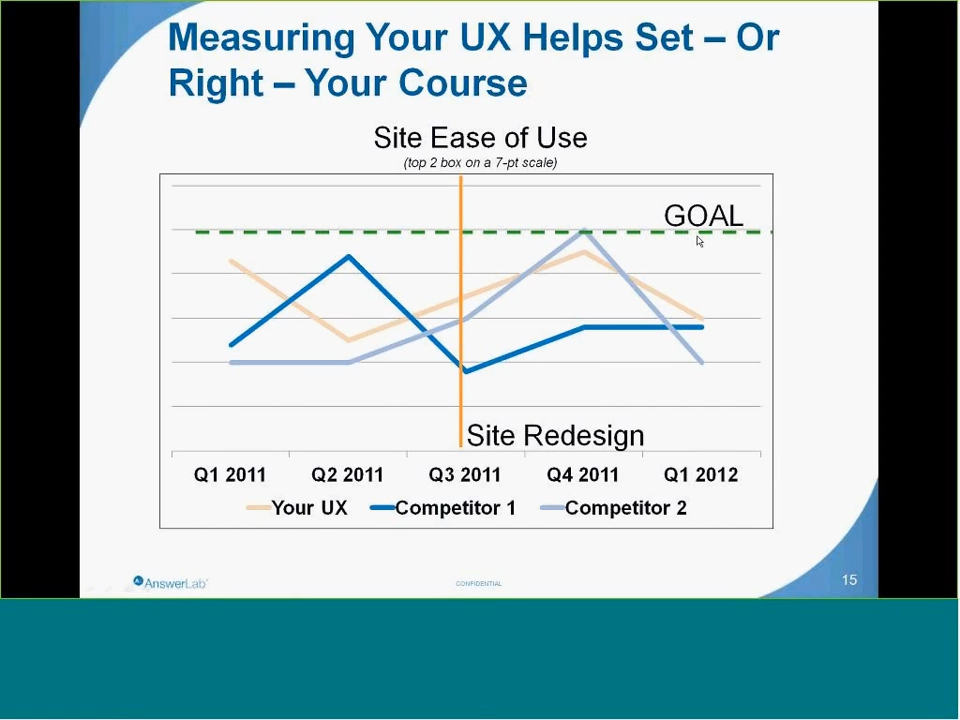 Measuring Your UX Helps Set – Or
Right – Your Course
Site Ease of Use
(top 2 box on a 7-pt scale)
GOAL
Site Redesign
Q1 2011 Q2 2011 Q3 2011 Q4 2011 Q1 2012
Your UX Competitor 1 Competitor 2
AnswerLab
CONFIDENTIAL
15